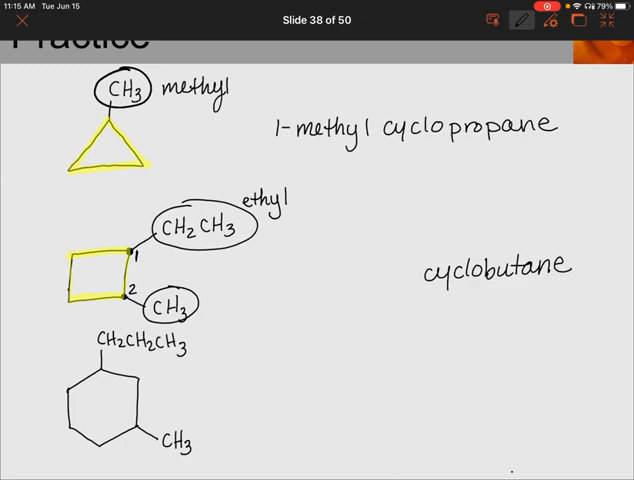 11:15 AM Tue Jun 15
Slide 38 of 50
79%
Practice
CH3 methyl
1-methyl cyclopropane
ethyl
CH2CH3
1
cyclobutane
2
CH3
CH2CH2CH3
CH3